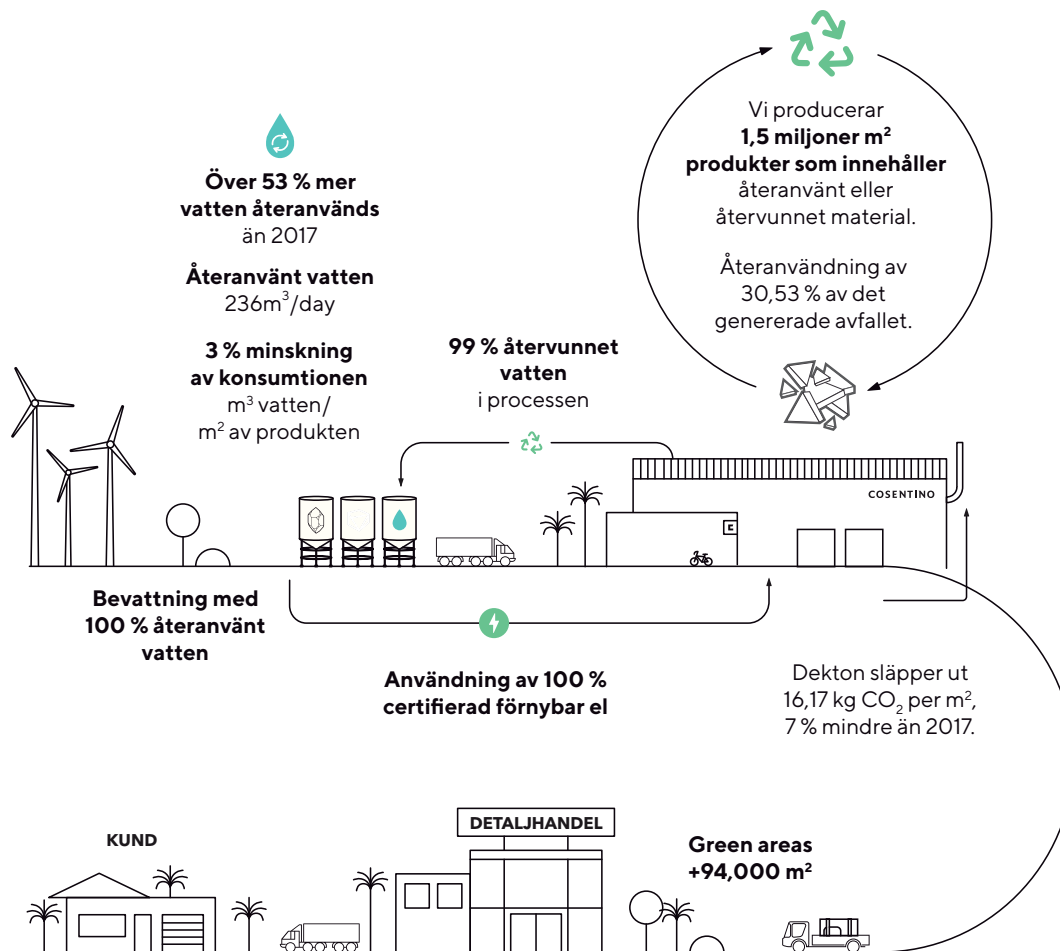 Vi producerar
1,5 miljoner m²
produkter som innehåller
återanvänt eller
återvunnet material.
Återanvändning av
30,53 % av det
genererade avfallet.
Över 53 % mer
vatten återanvänds
än 2017
Återanvänt vatten
236m³/day
3 % minskning
av konsumtionen
m³ vatten/
m² av produkten
99 % återvunnet
vatten
i processen
COSENTINO
Bevattning med
100 % återanvänt
vatten
Användning av 100 %
certifierad förnybar el
Dekton släpper ut
16,17 kg CO₂ per m²,
7 % mindre än 2017.
KUND
DETALJHANDEL
Green areas
+94,000 m²